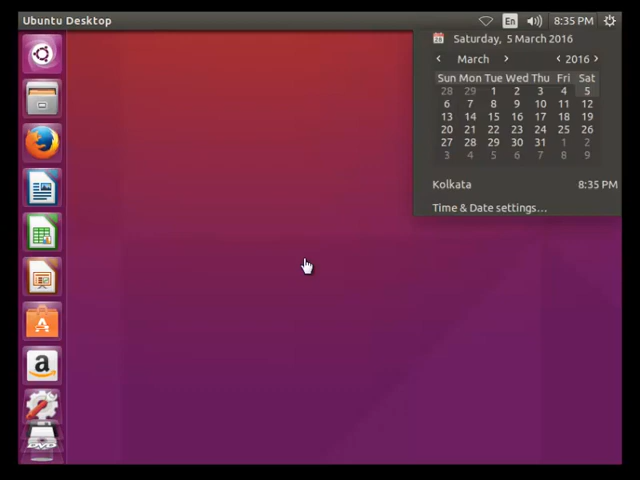 Ubuntu Desktop
En
8:35 PM
Saturday, 5 March 2016
March 2016
Sun Mon Tue Wed Thu Fri Sat
28 29 1 2 3 4 5
6 7 8 9 10 11 12
13 14 15 16 17 18 19
20 21 22 23 24 25 26
27 28 29 30 31 1 2
3 4 5 6 7 8 9
Kolkata 8:35 PM
Time & Date settings...
a
DVD